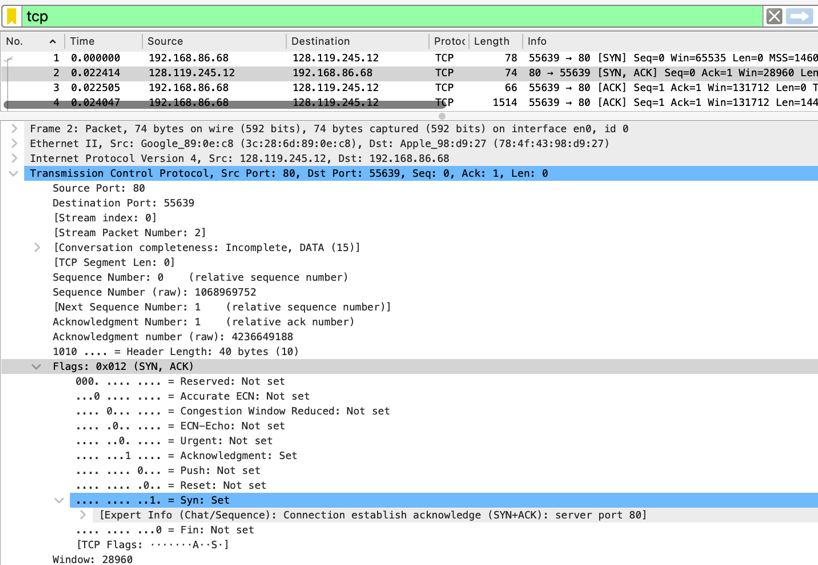 tcp
No. Time Source Destination Protoc Length Info
1 0.000000 192.168.86.68 128.119.245.12 TCP 78 55639 → 80 [SYN] Seq=0 Win=65535 Len=0 MSS=1460
2 0.022414 128.119.245.12 192.168.86.68 TCP 74 80 → 55639 [SYN, ACK] Seq=0 Ack=1 Win=28960 Len
3 0.022505 192.168.86.68 128.119.245.12 TCP 66 55639 → 80 [ACK] Seq=1 Ack=1 Win=131712 Len=0 T
4 0.024047 192.168.86.68 128.119.245.12 TCP 1514 55639 → 80 [ACK] Seq=1 Ack=1 Win=131712 Len=144
Frame 2: Packet, 74 bytes on wire (592 bits), 74 bytes captured (592 bits) on interface en0, id 0
Ethernet II, Src: Google_89:0e:c8 (3c:28:6d:89:0e:c8), Dst: Apple_98:d9:27 (78:4f:43:98:d9:27)
Internet Protocol Version 4, Src: 128.119.245.12, Dst: 192.168.86.68
Transmission Control Protocol, Src Port: 80, Dst Port: 55639, Seq: 0, Ack: 1, Len: 0
Source Port: 80
Destination Port: 55639
[Stream index: 0]
[Stream Packet Number: 2]
[Conversation completeness: Incomplete, DATA (15)]
[TCP Segment Len: 0]
Sequence Number: 0 (relative sequence number)
Sequence Number (raw): 1068969752
[Next Sequence Number: 1 (relative sequence number)]
Acknowledgment Number: 1 (relative ack number)
Acknowledgment number (raw): 4236649188
1010 .... = Header Length: 40 bytes (10)
Flags: 0x012 (SYN, ACK)
000. .... .... = Reserved: Not set
...0 .... .... = Accurate ECN: Not set
.... 0... .... = Congestion Window Reduced: Not set
.... .0.. .... = ECN-Echo: Not set
.... ..0. .... = Urgent: Not set
.... ...1 .... = Acknowledgment: Set
.... .... 0... = Push: Not set
.... .... .0.. = Reset: Not set
.... .... ..1. = Syn: Set
[Expert Info (Chat/Sequence): Connection establish acknowledge (SYN+ACK): server port 80]
.... .... ...0 = Fin: Not set
[TCP Flags: ·······A··S·]
Window: 28960